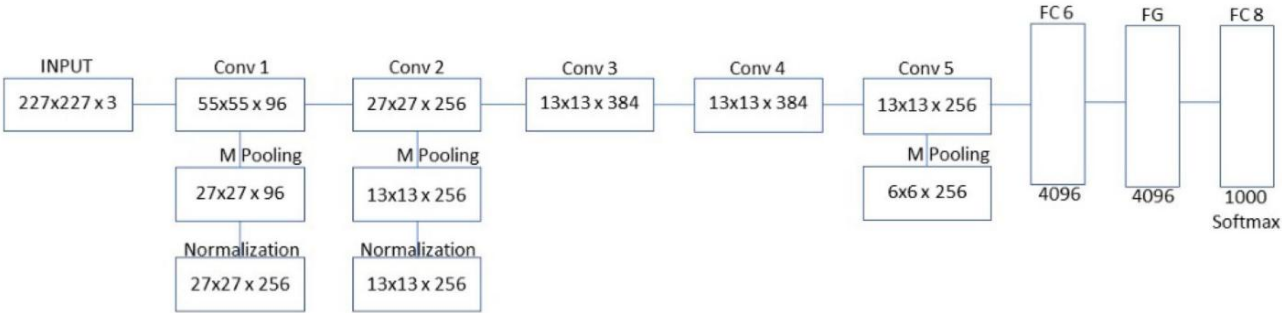 FC 6
FG
FC 8
INPUT
Conv 1
Conv 2
Conv 3
Conv 4
Conv 5
227x227 x 3
55x55 x 96
27x27 x 256
13x13 x 384
13x13 x 384
13x13 x 256
M Pooling
M Pooling
M Pooling
27x27 x 96
13x13 x 256
6x6 x 256
4096
4096
1000
Softmax
Normalization
Normalization
27x27 x 256
13x13 x 256